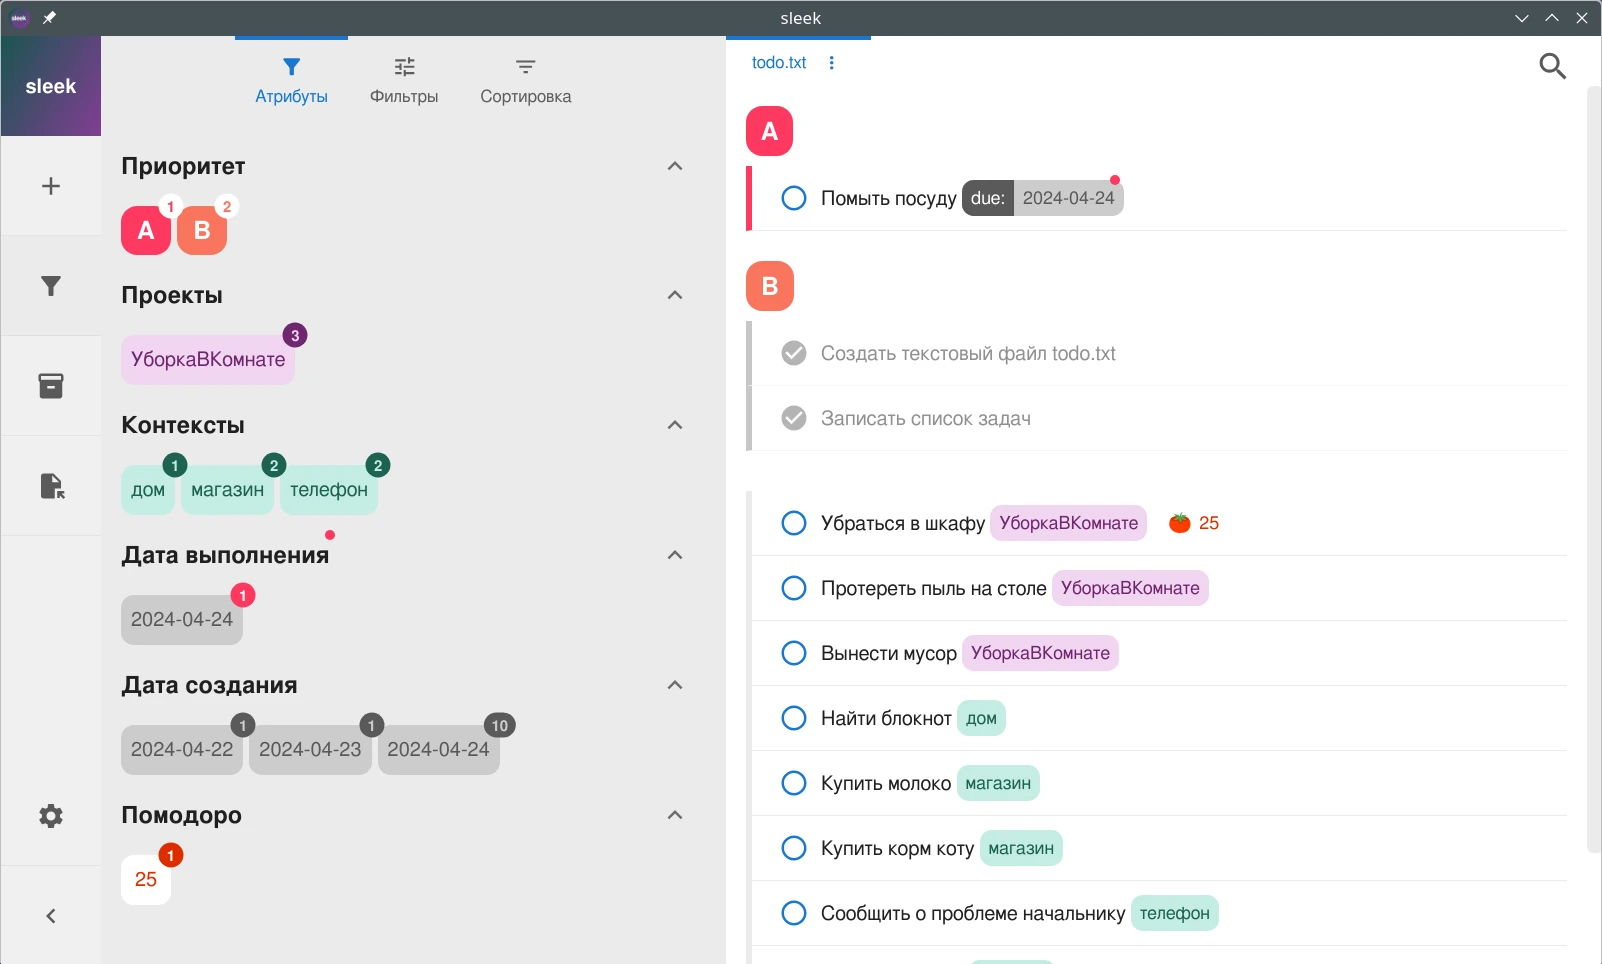 sleek
sleek
sleek
Атрибуты
Фильтры
Сортировка
Приоритет
A 1
B 2
Проекты
УборкаВКомнате 3
Контексты
дом 1
магазин 2
телефон 2
Дата выполнения
2024-04-24 1
Дата создания
2024-04-22 1
2024-04-23 1
2024-04-24 10
Помодоро
25 1
todo.txt
A
Помыть посуду due: 2024-04-24
B
Создать текстовый файл todo.txt
Записать список задач
Убраться в шкафу УборкаВКомнате 25
Протереть пыль на столе УборкаВКомнате
Вынести мусор УборкаВКомнате
Найти блокнот дом
Купить молоко магазин
Купить корм коту магазин
Сообщить о проблеме начальнику телефон